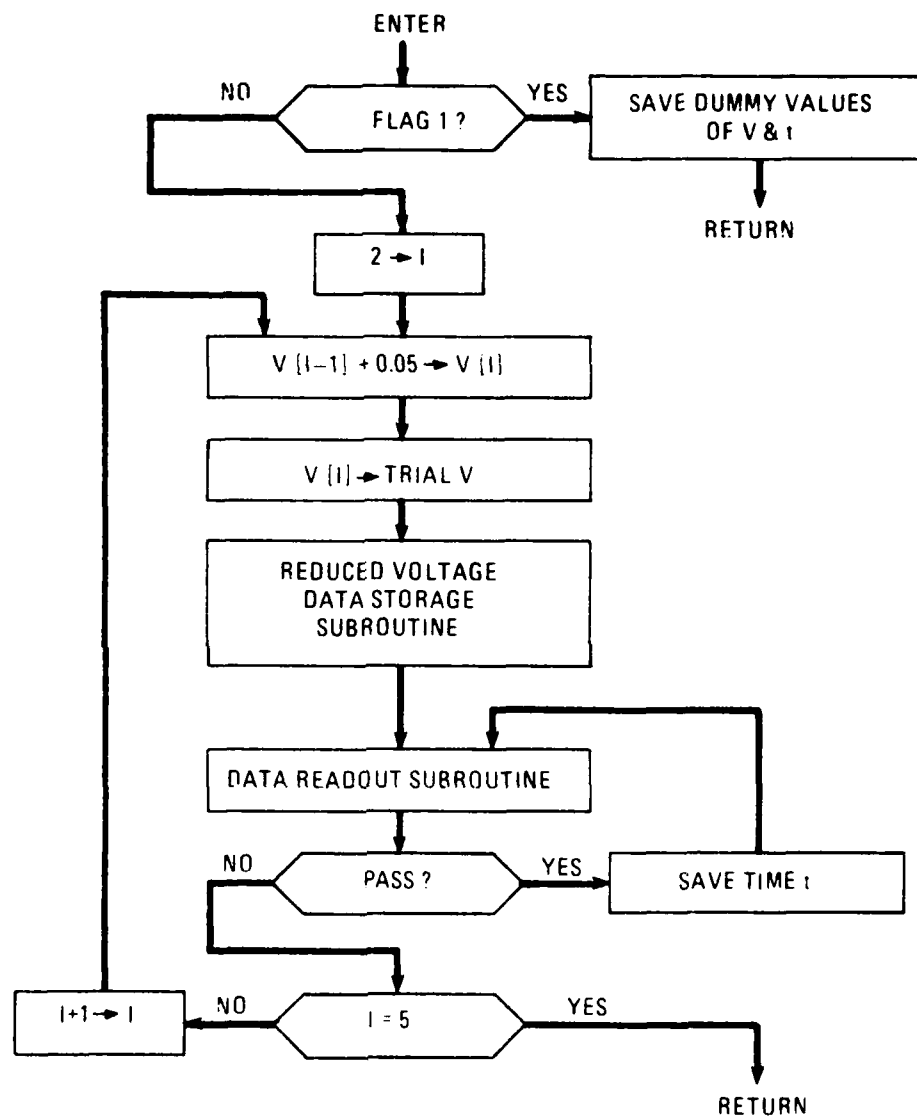 ENTER
NO
FLAG 1 ?
YES
SAVE DUMMY VALUES
OF V & t
RETURN
2 → I
V [I-1] + 0.05 → V [I]
V [I] → TRIAL V
REDUCED VOLTAGE
DATA STORAGE
SUBROUTINE
DATA READOUT SUBROUTINE
NO
PASS ?
YES
SAVE TIME t
I+1 → I
NO
I = 5
YES
RETURN